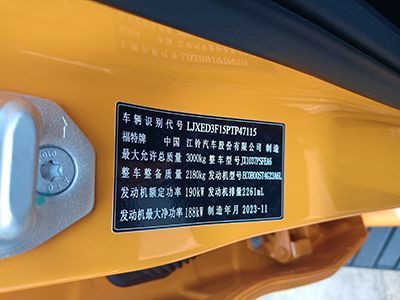 车辆识别代号 LJXED3F15PTP47115
福特牌 中国 江铃汽车股份有限公司 制造
最大允许总质量 3000kg 整车型号 JX1037PSFEA6
整车整备质量 2180kg 发动机型号 ECOBOOST4G226EL
发动机额定功率 190kW 发动机排量 2261mL
发动机最大净功率 188kW 制造年月 2023-11